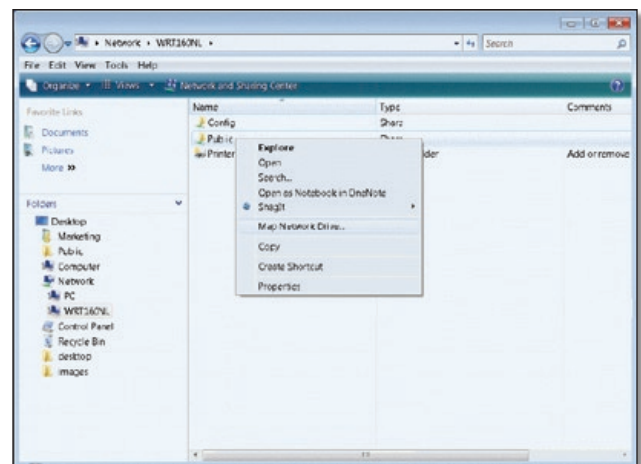 Network ▸ WRT160NL ▸
Search
File Edit View Tools Help
Organize Views Network and Sharing Center
Favorite Links
Documents
Pictures
More »
Folders
Desktop
Marketing
Public
Computer
Network
PC
WRT160NL
Control Panel
Recycle Bin
desktop
images
Name Type Comments
Config Share
Public Share
Printer der Add or remove
Explore
Open
Search...
Open as Notebook in OneNote
SnagIt
Map Network Drive...
Copy
Create Shortcut
Properties